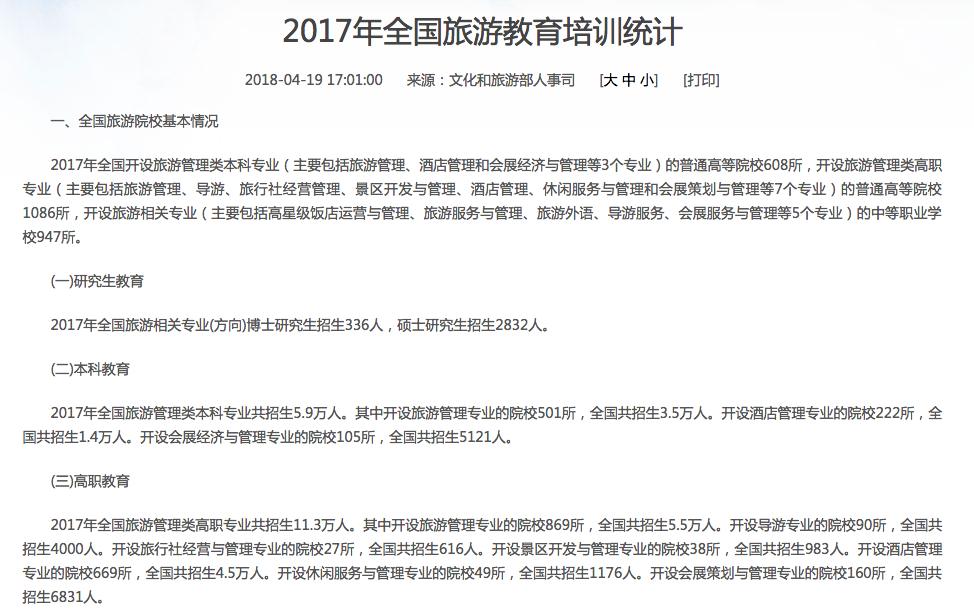 2017年全国旅游教育培训统计
2018-04-19 17:01:00 来源：文化和旅游部人事司 [大 中 小] [打印]
一、全国旅游院校基本情况
2017年全国开设旅游管理类本科专业（主要包括旅游管理、酒店管理和会展经济与管理等3个专业）的普通高等院校608所，开设旅游管理类高职
专业（主要包括旅游管理、导游、旅行社经营管理、景区开发与管理、酒店管理、休闲服务与管理和会展策划与管理等7个专业）的普通高等院校
1086所，开设旅游相关专业（主要包括高星级饭店运营与管理、旅游服务与管理、旅游外语、导游服务、会展服务与管理等5个专业）的中等职业学
校947所。
(一)研究生教育
2017年全国旅游相关专业(方向)博士研究生招生336人，硕士研究生招生2832人。
(二)本科教育
2017年全国旅游管理类本科专业共招生5.9万人。其中开设旅游管理专业的院校501所，全国共招生3.5万人。开设酒店管理专业的院校222所，全
国共招生1.4万人。开设会展经济与管理专业的院校105所，全国共招生5121人。
(三)高职教育
2017年全国旅游管理类高职专业共招生11.3万人。其中开设旅游管理专业的院校869所，全国共招生5.5万人。开设导游专业的院校90所，全国共
招生4000人。开设旅行社经营与管理专业的院校27所，全国共招生616人。开设景区开发与管理专业的院校38所，全国共招生983人。开设酒店管理
专业的院校669所，全国共招生4.5万人。开设休闲服务与管理专业的院校49所，全国共招生1176人。开设会展策划与管理专业的院校160所，全国共
招生6831人。